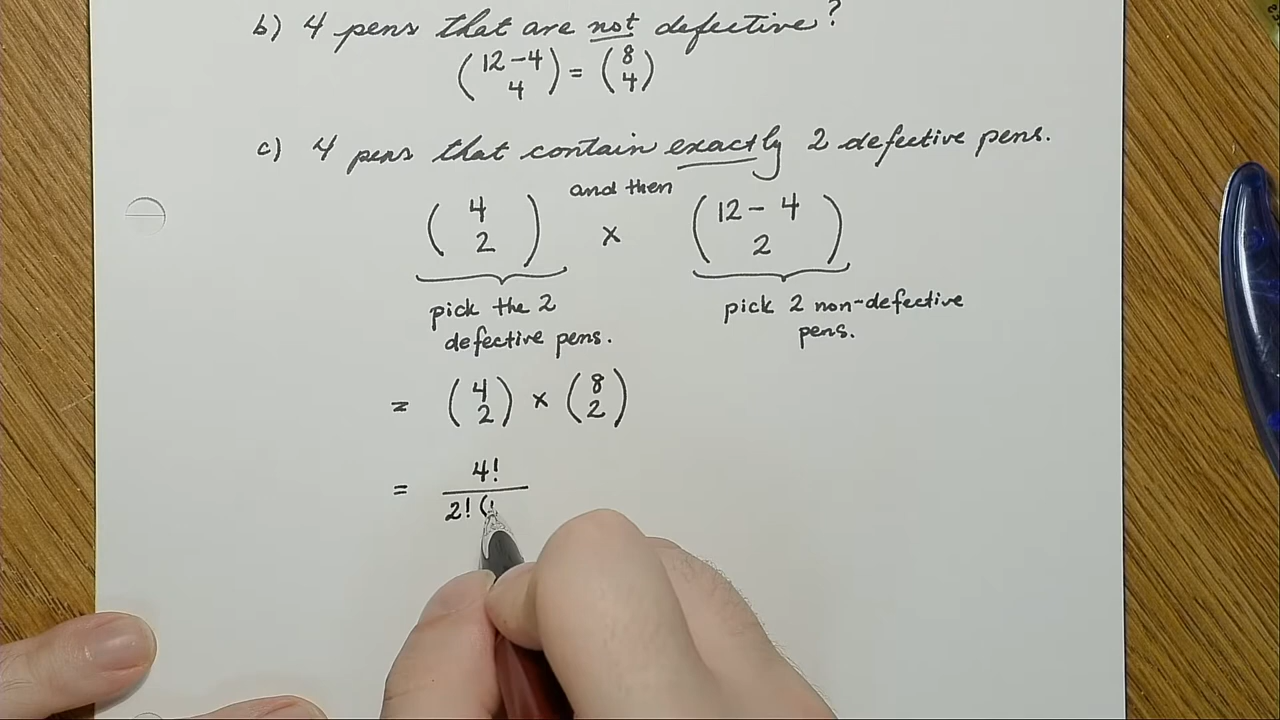 b) 4 pens that are not defective?
(12-4 4) = (8 4)
c) 4 pens that contain exactly 2 defective pens.
and then
(4 2) × (12-4 2)
pick the 2 defective pens.
pick 2 non-defective pens.
= (4 2) × (8 2)
= 4!
2! (